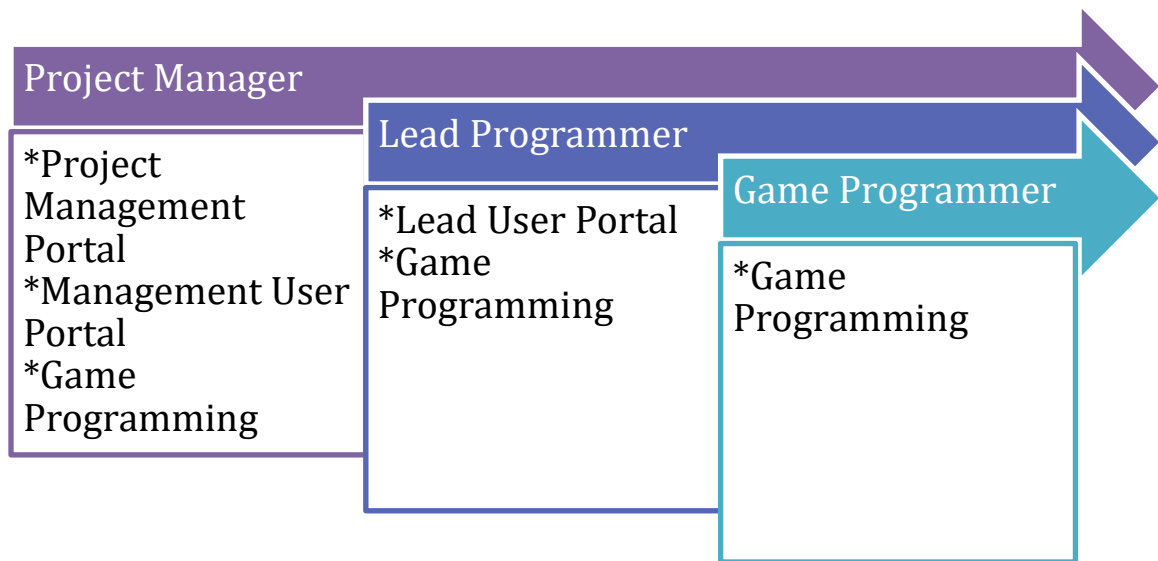 Project Manager
*Project
Management
Portal
*Management User
Portal
*Game
Programming
Lead Programmer
*Lead User Portal
*Game
Programming
Game Programmer
*Game
Programming